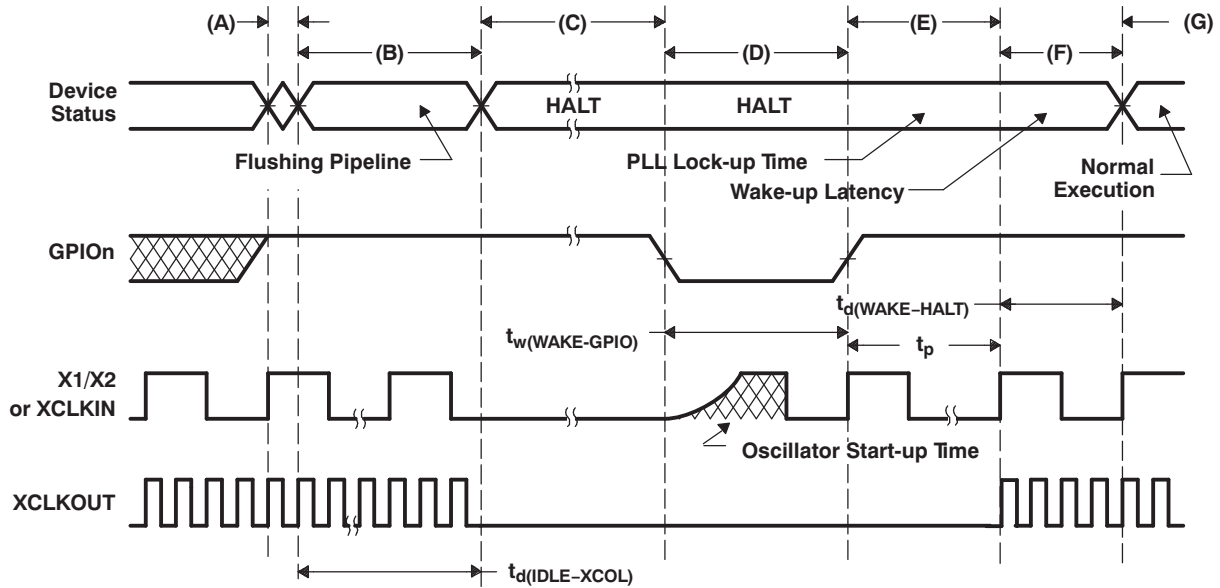 (A)
(C)
(E)
(G)
(B)
(D)
(F)
Device
Status
HALT
HALT
Flushing Pipeline
PLL Lock-up Time
Wake-up Latency
Normal
Execution
GPIOn
td(WAKE−HALT)
tw(WAKE-GPIO)
tp
X1/X2
or XCLKIN
Oscillator Start-up Time
XCLKOUT
td(IDLE−XCOL)